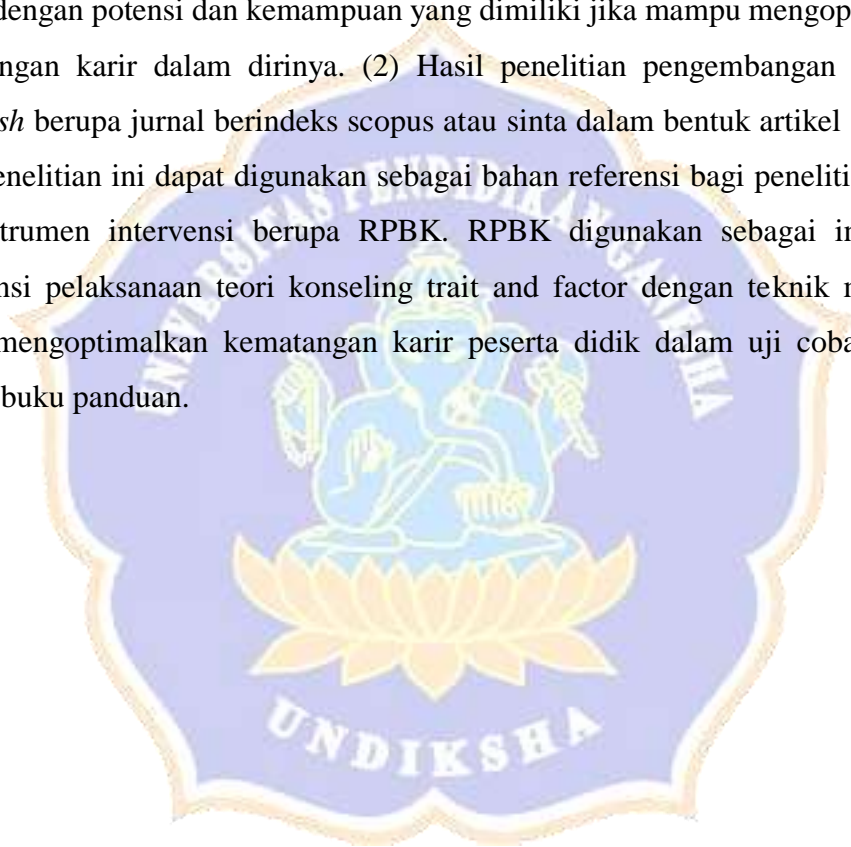 dengan potensi dan kemampuan yang dimiliki jika mampu mengop
ngan karir dalam dirinya. (2) Hasil penelitian pengembangan
sh berupa jurnal berindeks scopus atau sinta dalam bentuk artikel
enelitian ini dapat digunakan sebagai bahan referensi bagi peneliti
trumen intervensi berupa RPBK. RPBK digunakan sebagai in
nsi pelaksanaan teori konseling trait and factor dengan teknik
mengoptimalkan kematangan karir peserta didik dalam uji coba
buku panduan.
UNIVERSITAS PENDIDIKAN GANESHA
UNDIKSHA